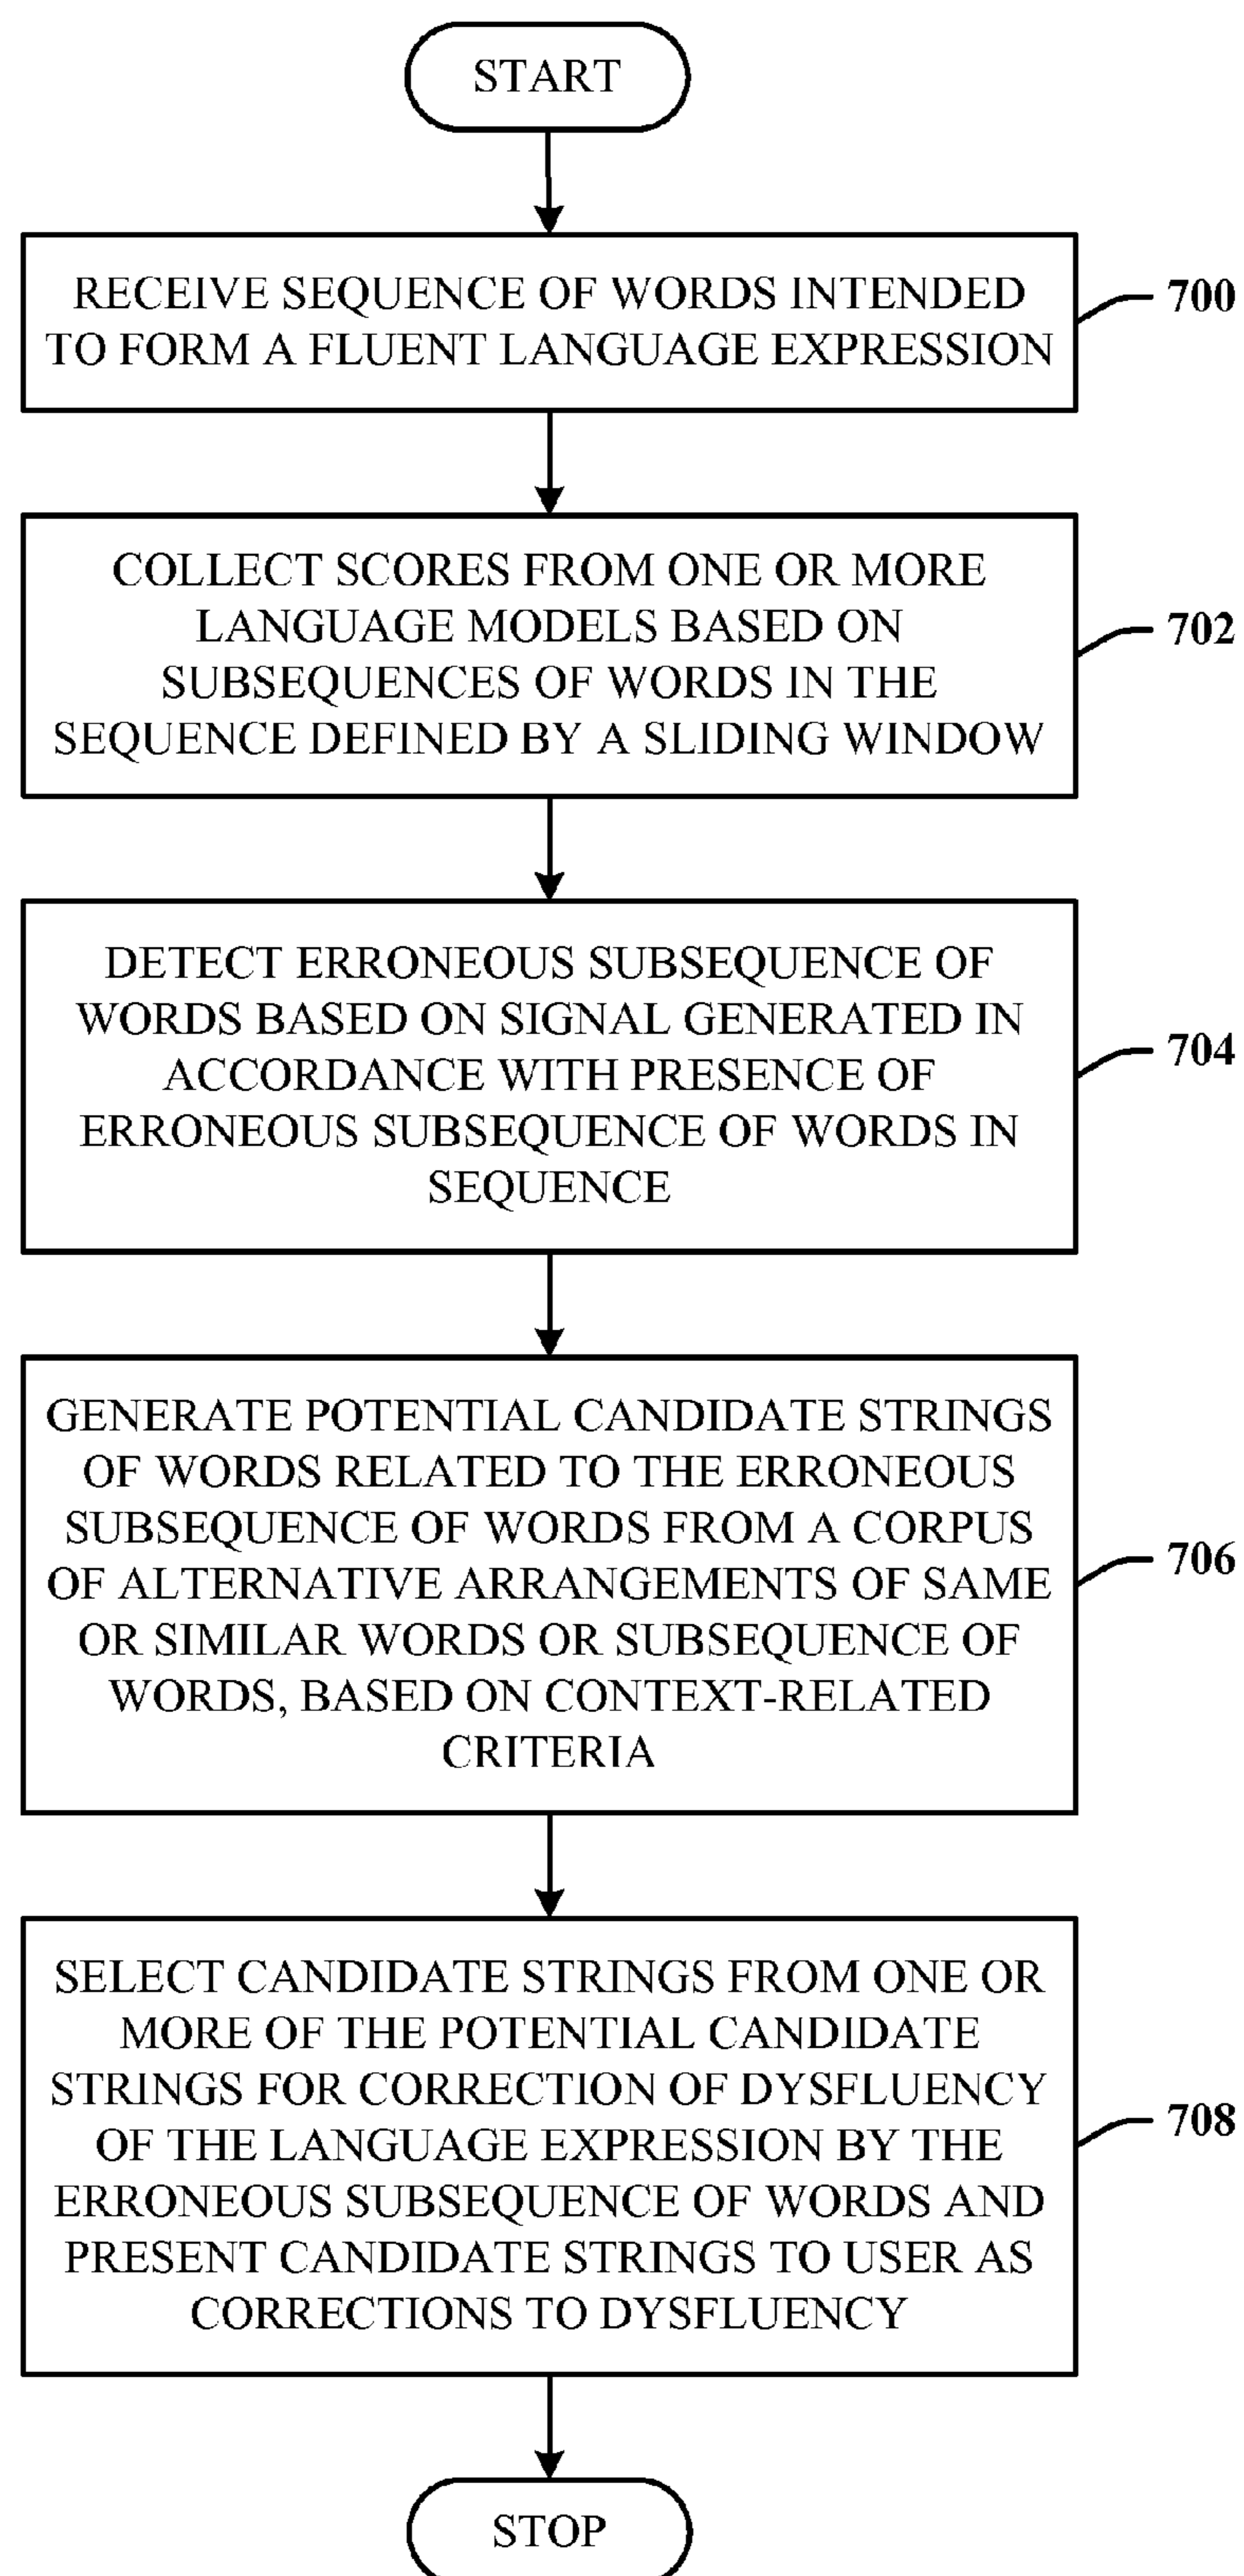 START
RECEIVE SEQUENCE OF WORDS INTENDED
TO FORM A FLUENT LANGUAGE EXPRESSION
700
COLLECT SCORES FROM ONE OR MORE
LANGUAGE MODELS BASED ON
SUBSEQUENCES OF WORDS IN THE
SEQUENCE DEFINED BY A SLIDING WINDOW
702
DETECT ERRONEOUS SUBSEQUENCE OF
WORDS BASED ON SIGNAL GENERATED IN
ACCORDANCE WITH PRESENCE OF
ERRONEOUS SUBSEQUENCE OF WORDS IN
SEQUENCE
704
GENERATE POTENTIAL CANDIDATE STRINGS
OF WORDS RELATED TO THE ERRONEOUS
SUBSEQUENCE OF WORDS FROM A CORPUS
OF ALTERNATIVE ARRANGEMENTS OF SAME
OR SIMILAR WORDS OR SUBSEQUENCE OF
WORDS, BASED ON CONTEXT-RELATED
CRITERIA
706
SELECT CANDIDATE STRINGS FROM ONE OR
MORE OF THE POTENTIAL CANDIDATE
STRINGS FOR CORRECTION OF DYSFLUENCY
OF THE LANGUAGE EXPRESSION BY THE
ERRONEOUS SUBSEQUENCE OF WORDS AND
PRESENT CANDIDATE STRINGS TO USER AS
CORRECTIONS TO DYSFLUENCY
708
STOP